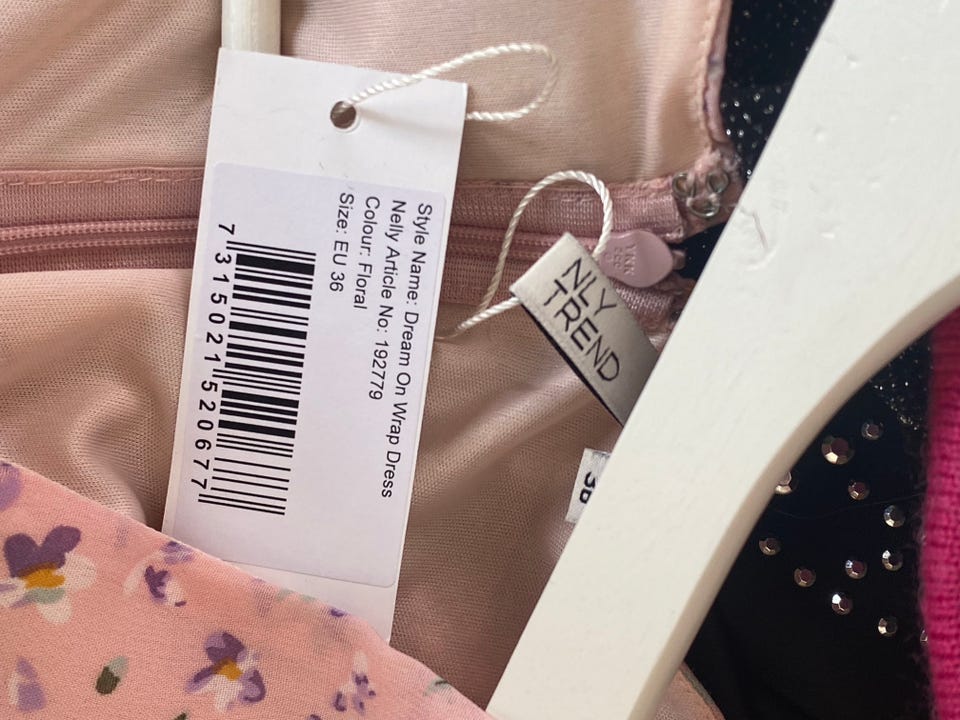 Style Name: Dream On Wrap Dress
Nelly Article No: 192779
Colour: Floral
Size: EU 36
7 315021 520677
NLY
TREND
YKK